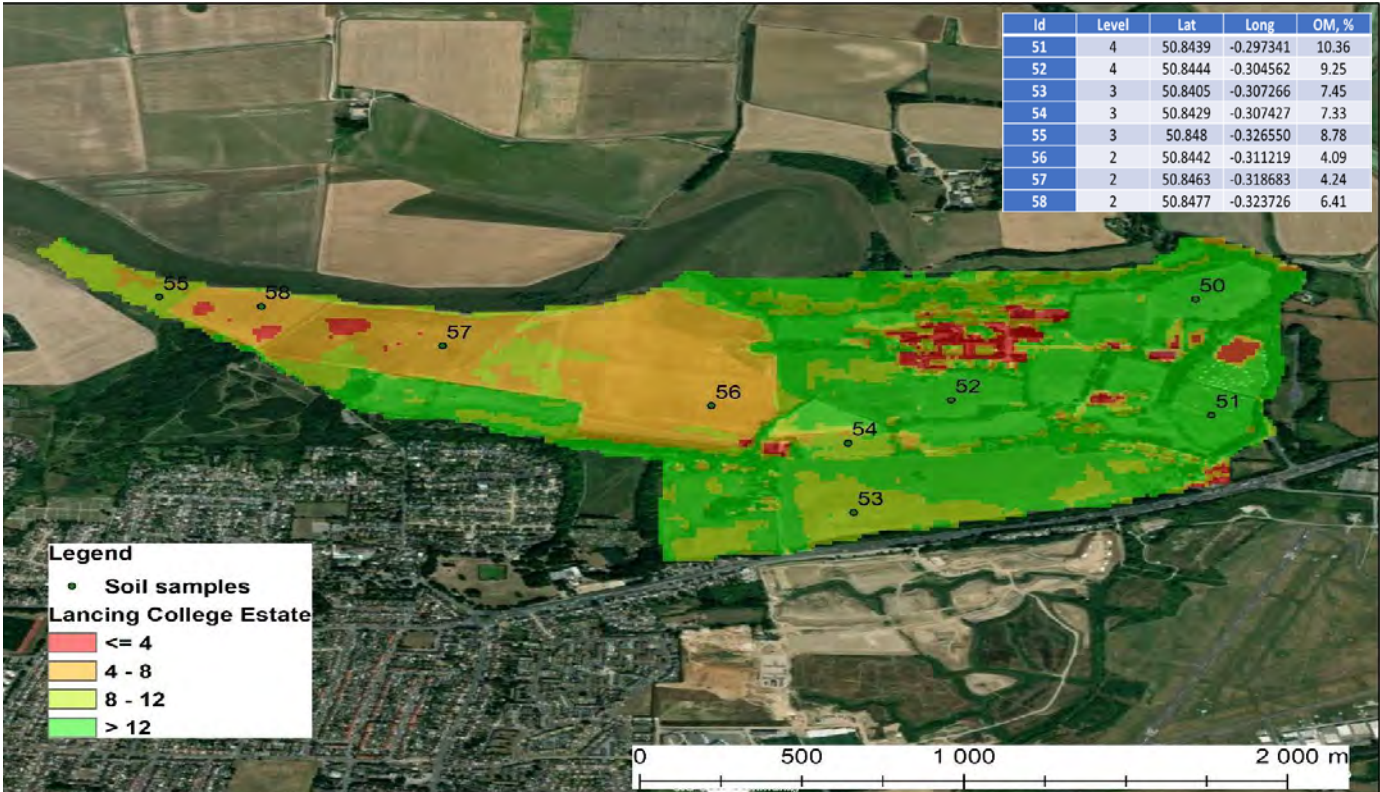 Id Level Lat Long OM, %
51 4 50.8439 -0.297341 10.36
52 4 50.8444 -0.304562 9.25
53 3 50.8405 -0.307266 7.45
54 3 50.8429 -0.307427 7.33
55 3 50.848 -0.326550 8.78
56 2 50.8442 -0.311219 4.09
57 2 50.8463 -0.318683 4.24
58 2 50.8477 -0.323726 6.41
55
58
50
57
56
52
51
54
53
Legend
Soil samples
Lancing College Estate
<= 4
4 - 8
8 - 12
> 12
0 500 1 000 2 000 m